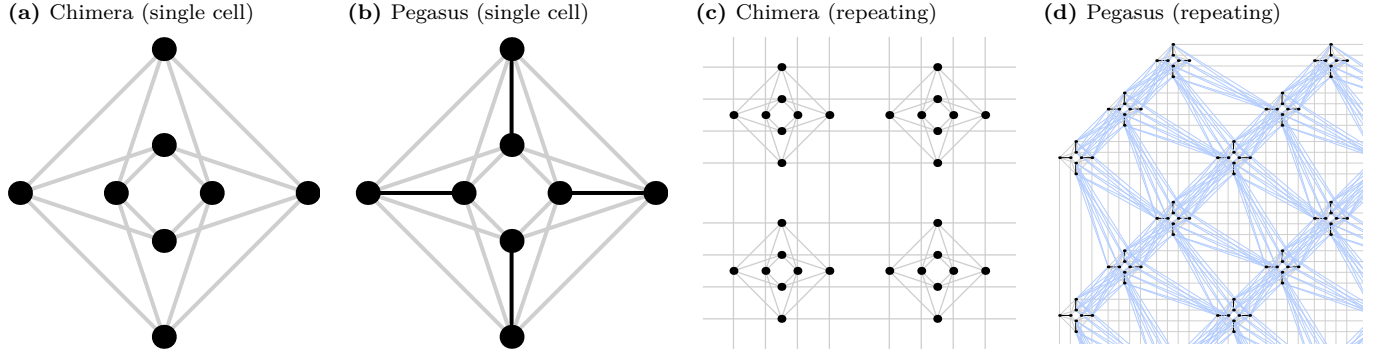 (a) Chimera (single cell)
(b) Pegasus (single cell)
(c) Chimera (repeating)
(d) Pegasus (repeating)